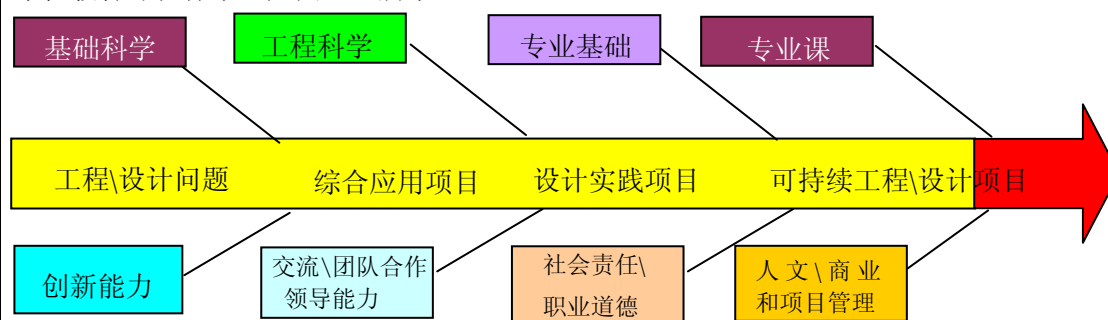 基础科学
工程科学
专业基础
专业课
工程\设计问题
综合应用项目
设计实践项目
可持续工程\设计项目
创新能力
交流\团队合作
领导能力
社会责任\
职业道德
人文\商业
和项目管理